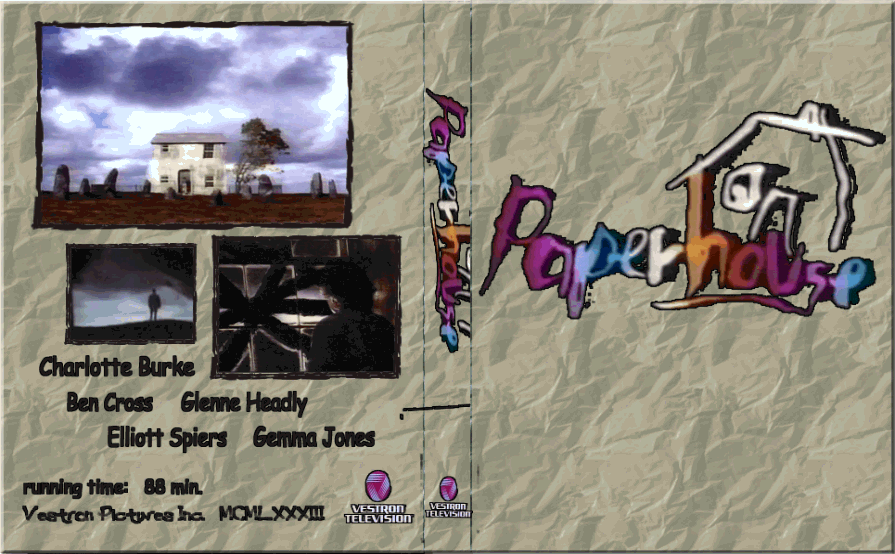 Charlotte Burke
Ben Cross Glenne Headly
Elliott Spiers Gemma Jones
running time: 88 min.
Vestron Pictures Inc. MCMLXXXIII
VESTRON
TELEVISION
Paperhouse
VESTRON
TELEVISION
Paperhouse